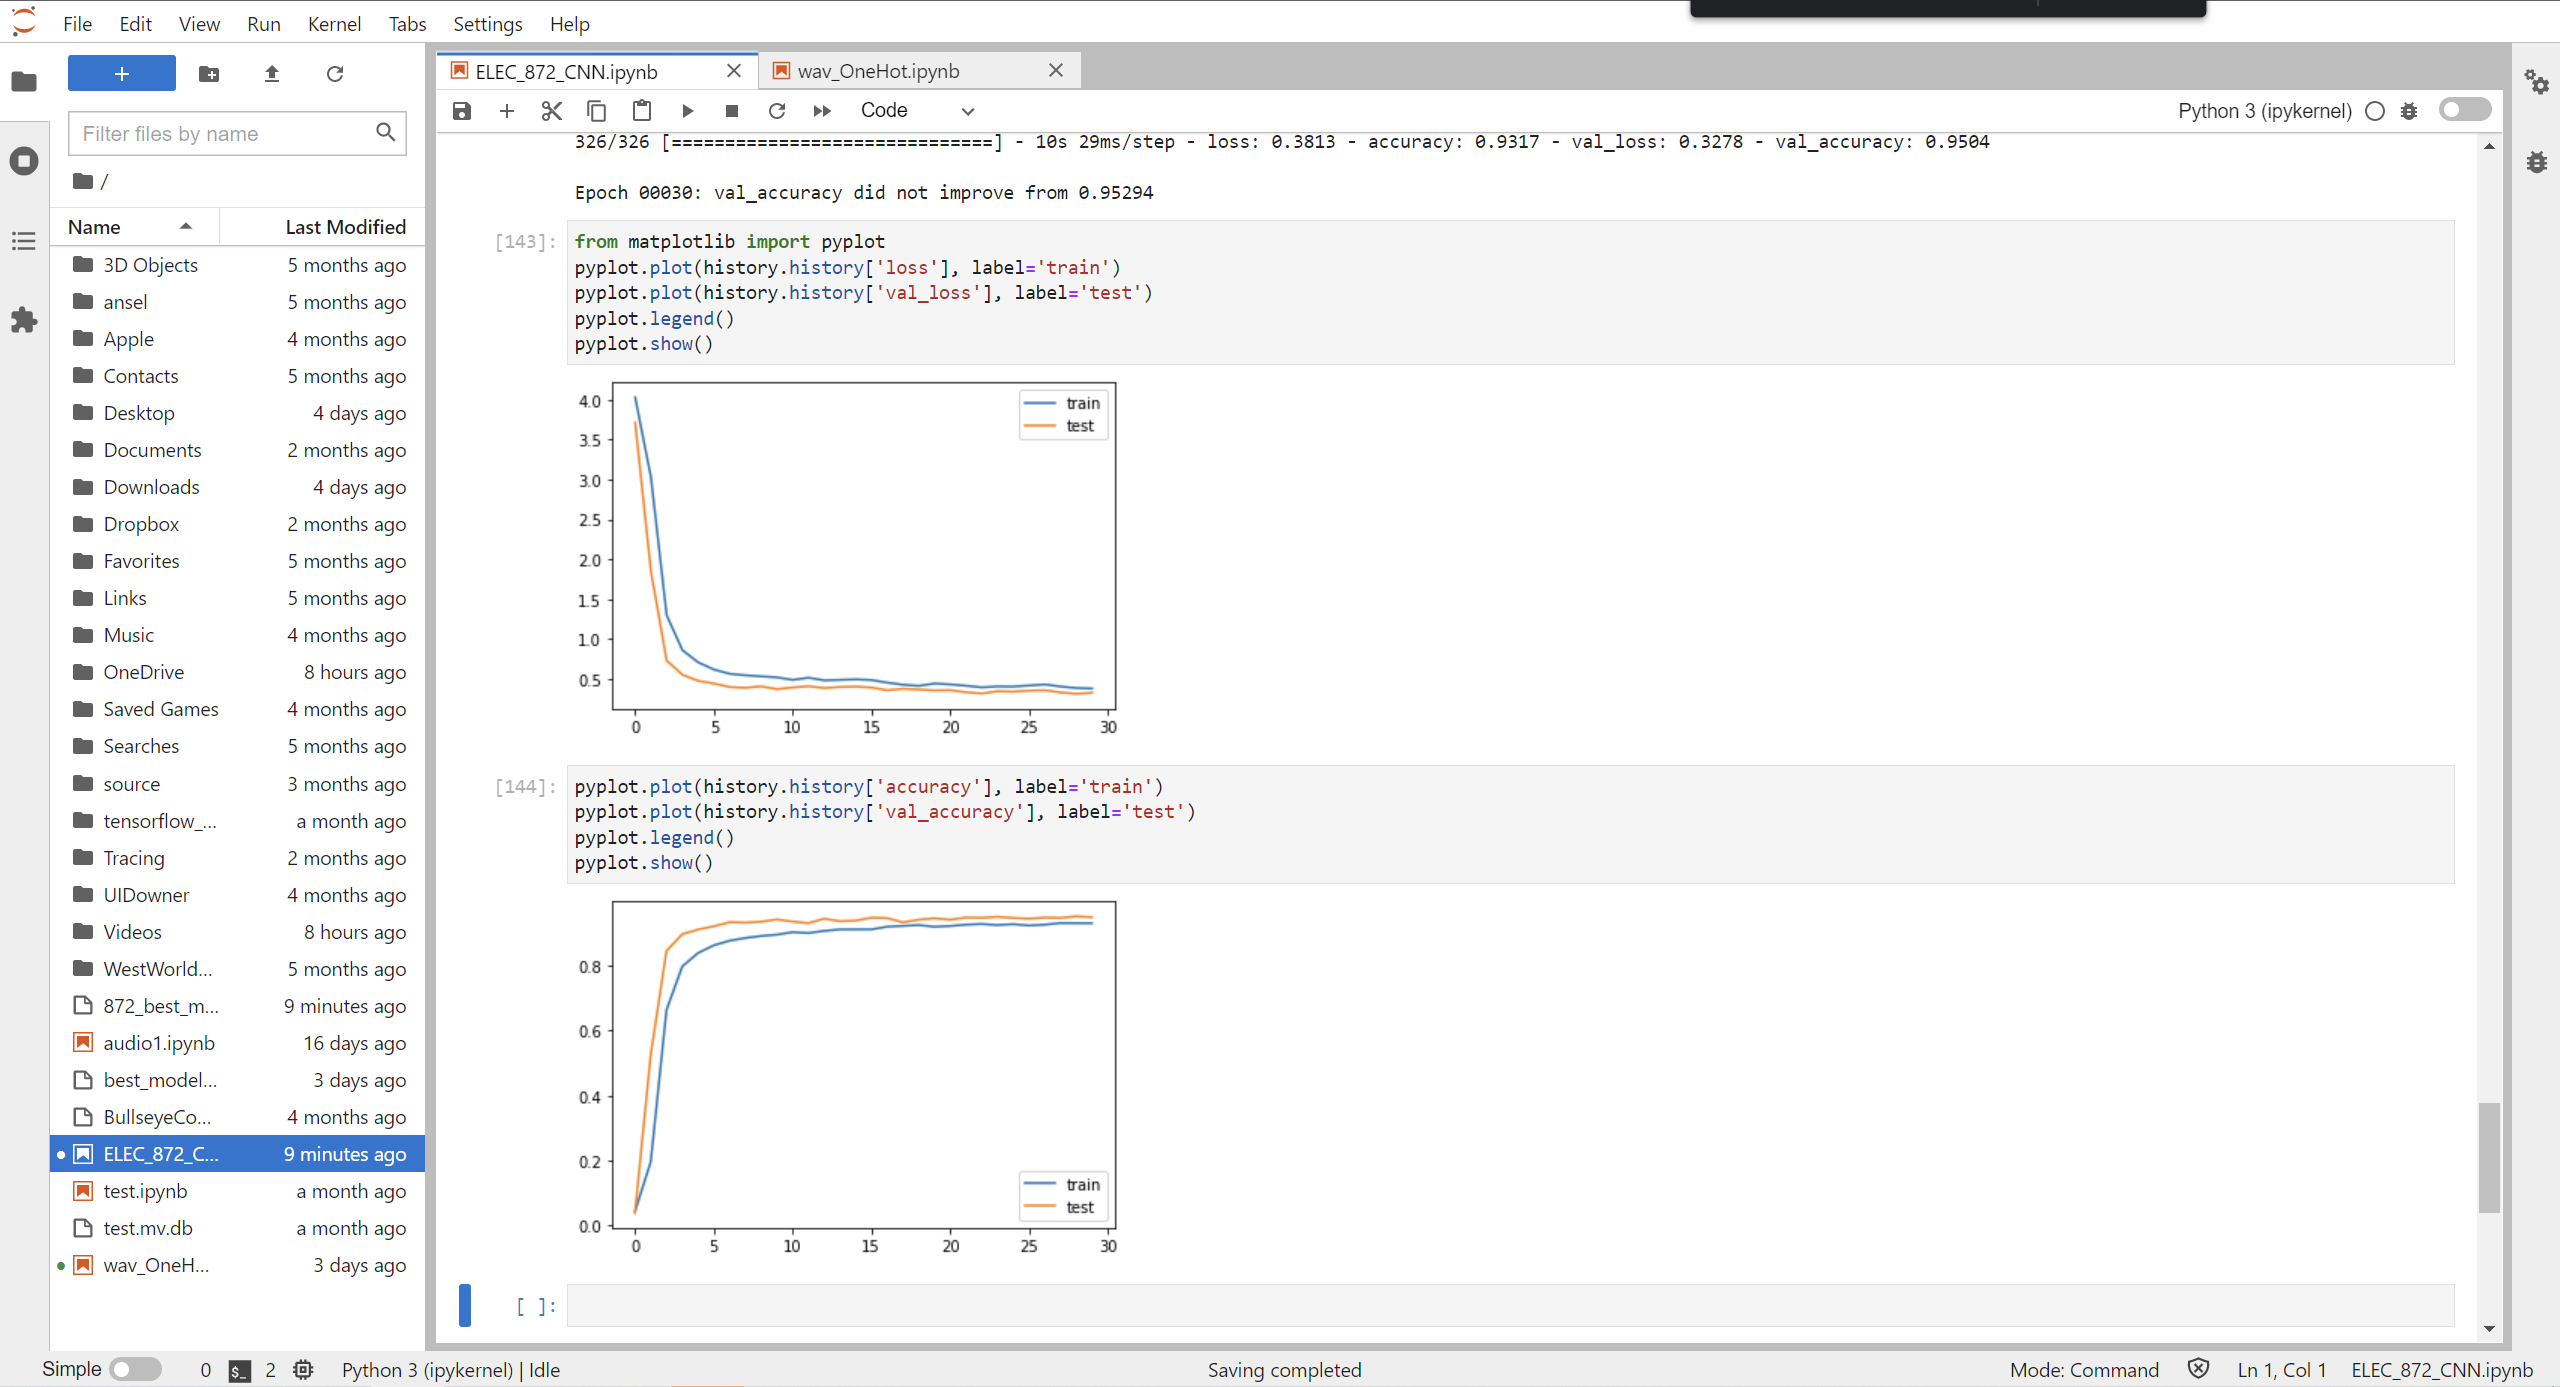 File Edit View Run Kernel Tabs Settings Help
Filter files by name
/
Name Last Modified
3D Objects 5 months ago
ansel 5 months ago
Apple 4 months ago
Contacts 5 months ago
Desktop 4 days ago
Documents 2 months ago
Downloads 4 days ago
Dropbox 2 months ago
Favorites 5 months ago
Links 5 months ago
Music 4 months ago
OneDrive 8 hours ago
Saved Games 4 months ago
Searches 5 months ago
source 3 months ago
tensorflow_... a month ago
Tracing 2 months ago
UIDowner 4 months ago
Videos 8 hours ago
WestWorld... 5 months ago
872_best_m... 9 minutes ago
audio1.ipynb 16 days ago
best_model... 3 days ago
BullseyeCo... 4 months ago
ELEC_872_C... 9 minutes ago
test.ipynb a month ago
test.mv.db a month ago
wav_OneH... 3 days ago
ELEC_872_CNN.ipynb wav_OneHot.ipynb
Code Python 3 (ipykernel)
326/326 [==============================] - 10s 29ms/step - loss: 0.3813 - accuracy: 0.9317 - val_loss: 0.3278 - val_accuracy: 0.9504
Epoch 00030: val_accuracy did not improve from 0.95294
[143]: from matplotlib import pyplot
pyplot.plot(history.history['loss'], label='train')
pyplot.plot(history.history['val_loss'], label='test')
pyplot.legend()
pyplot.show()
4.0
3.5
3.0
2.5
2.0
1.5
1.0
0.5
0 5 10 15 20 25 30
train
test
[144]: pyplot.plot(history.history['accuracy'], label='train')
pyplot.plot(history.history['val_accuracy'], label='test')
pyplot.legend()
pyplot.show()
0.8
0.6
0.4
0.2
0.0
0 5 10 15 20 25 30
train
test
[ ]:
Simple 0 $_ 2 Python 3 (ipykernel) | Idle Saving completed Mode: Command Ln 1, Col 1 ELEC_872_CNN.ipynb